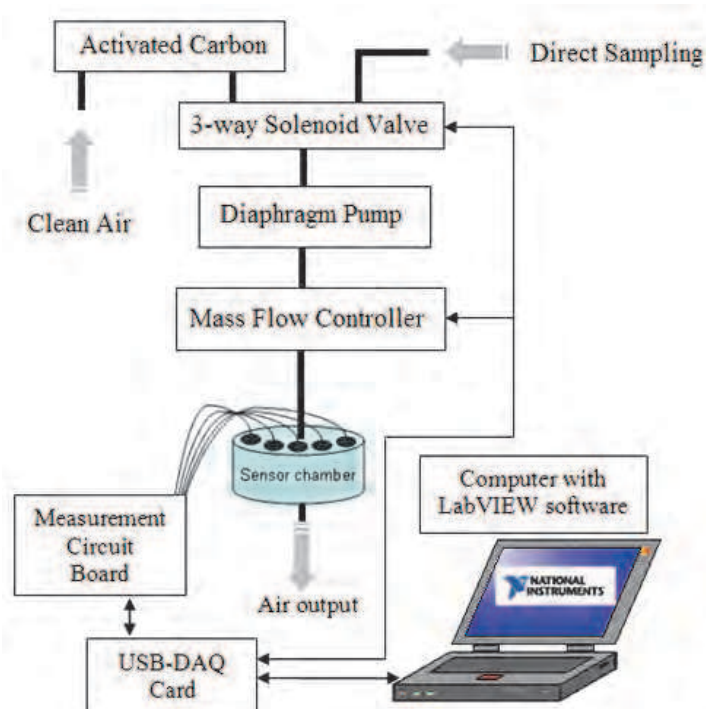 Activated Carbon
Direct Sampling
3-way Solenoid Valve
Clean Air
Diaphragm Pump
Mass Flow Controller
Sensor chamber
Computer with
LabVIEW software
Measurement
Circuit
Board
NATIONAL
INSTRUMENTS
Air output
USB-DAQ
Card